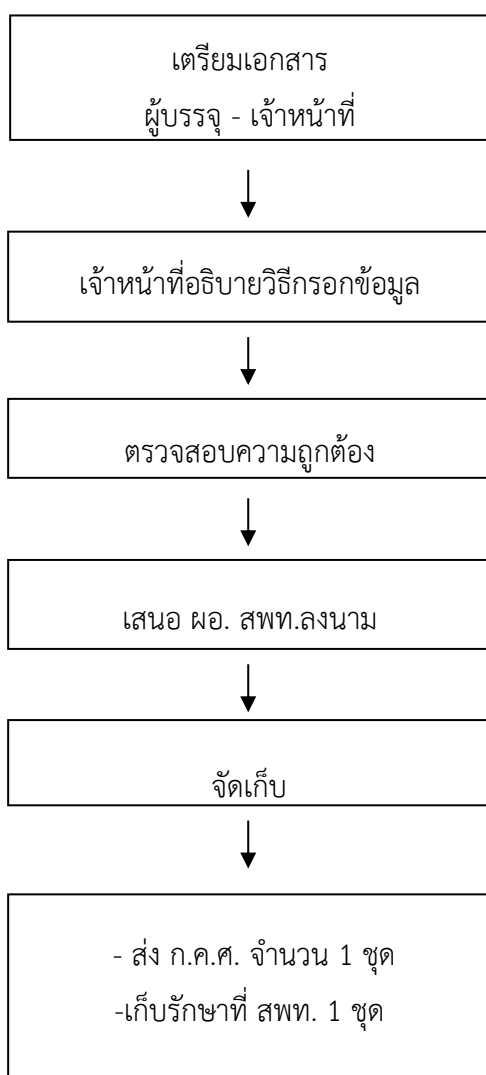 เตรียมเอกสาร
ผู้บรรจุ - เจ้าหน้าที่
เจ้าหน้าที่อธิบายวิธีกรอกข้อมูล
ตรวจสอบความถูกต้อง
เสนอ ผอ. สพท.ลงนาม
จัดเก็บ
- ส่ง ก.ค.ศ. จำนวน 1 ชุด
-เก็บรักษาที่ สพท. 1 ชุด